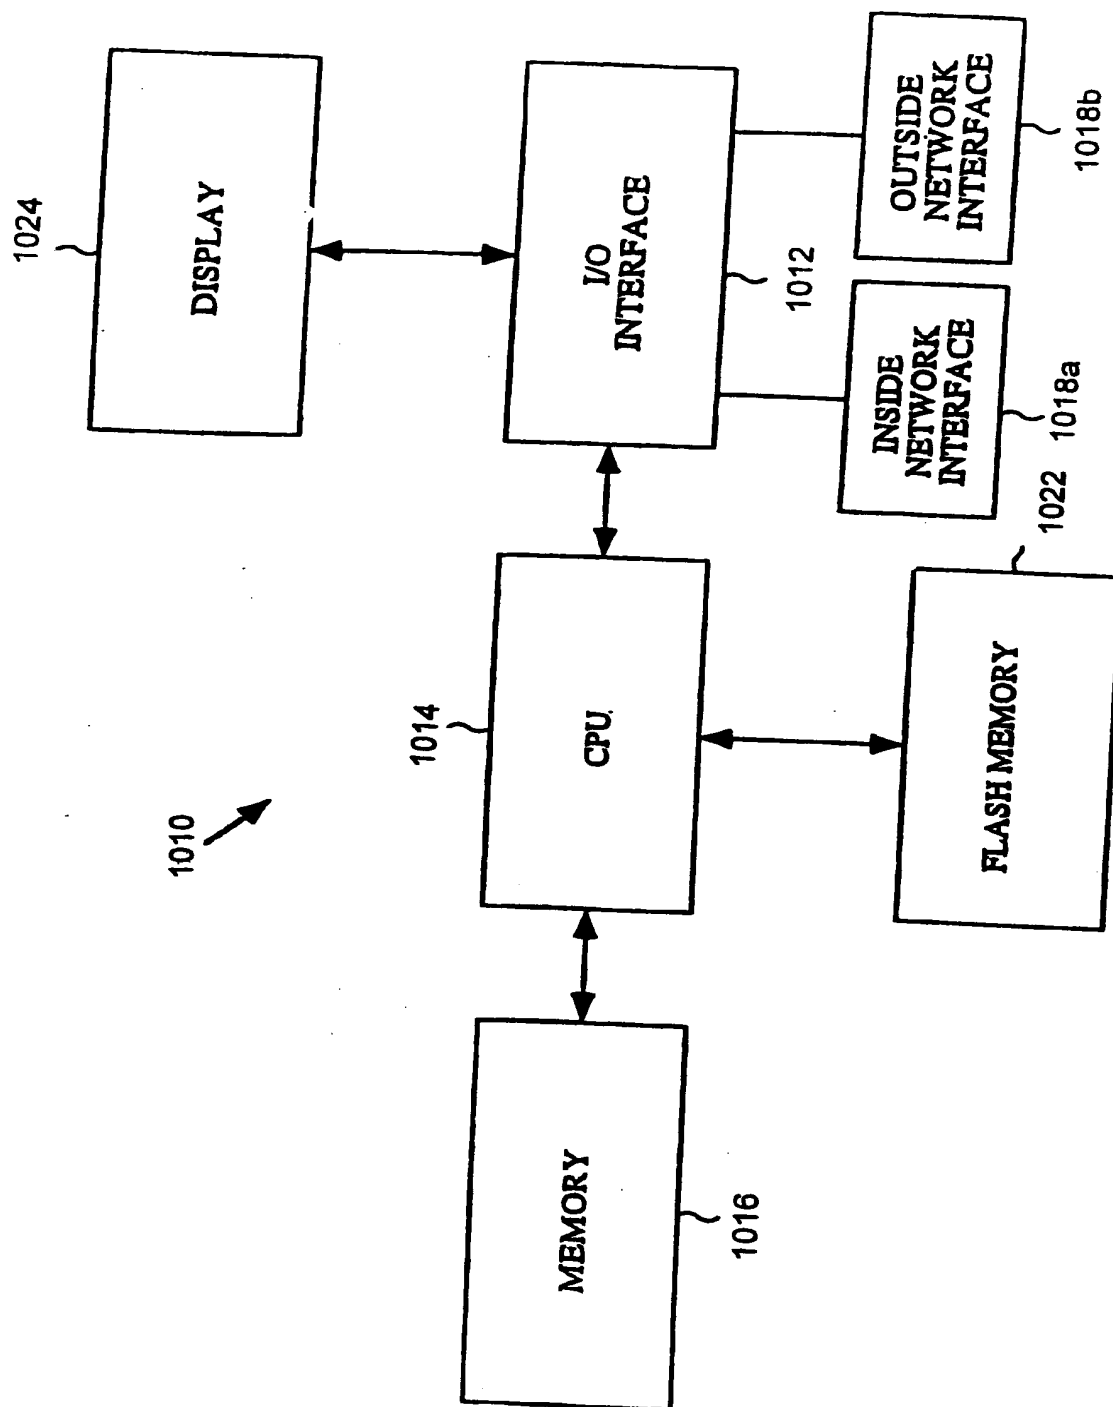 1010
MEMORY
1016
CPU
1014
FLASH MEMORY
1022
DISPLAY
1024
I/O
INTERFACE
1012
INSIDE
NETWORK
INTERFACE
1018a
OUTSIDE
NETWORK
INTERFACE
1018b